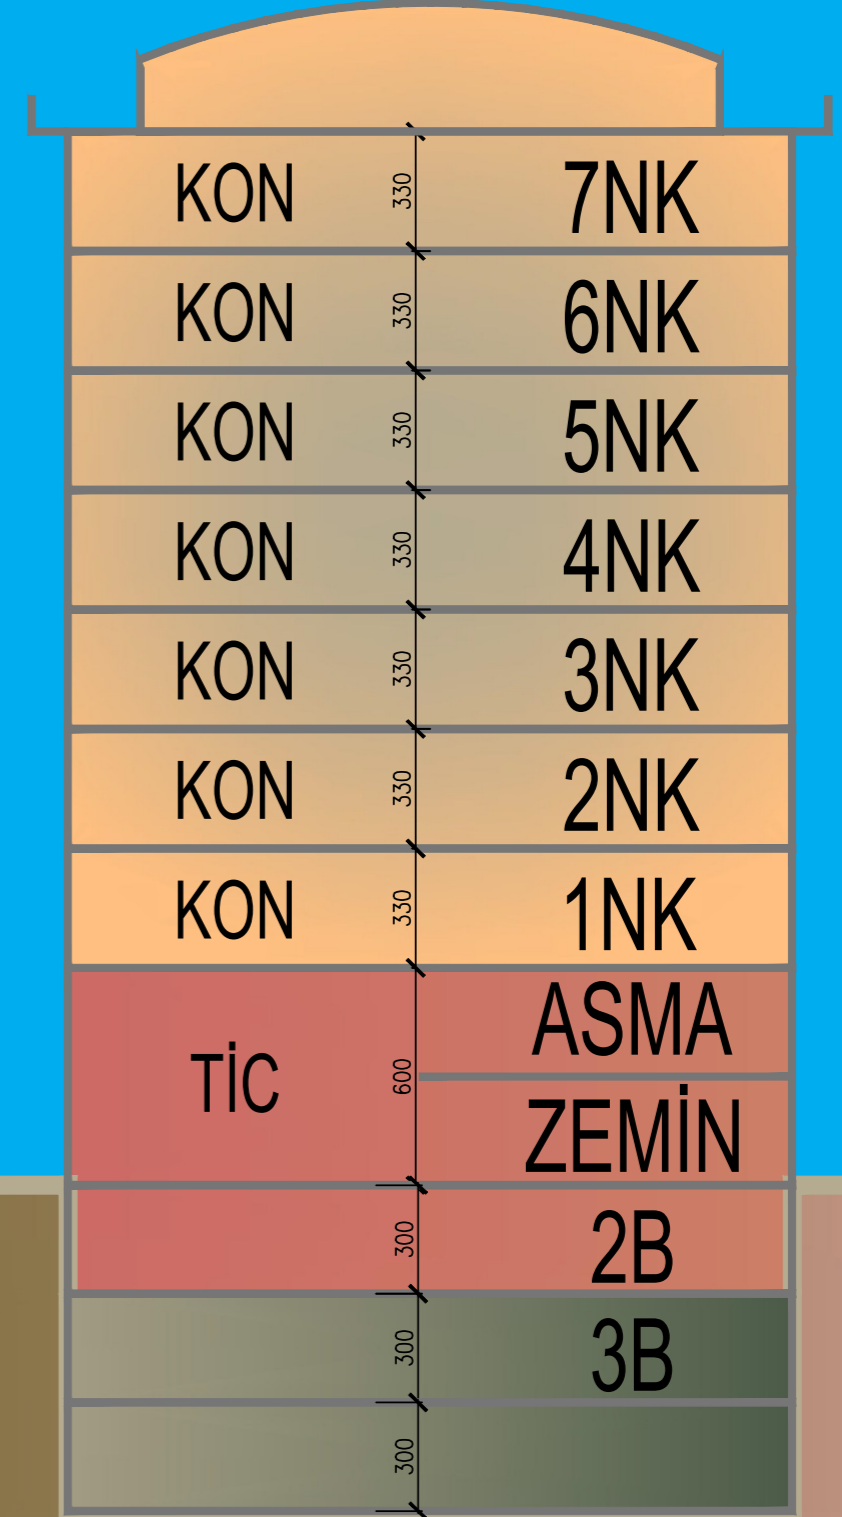 KON 330 7NK
KON 330 6NK
KON 330 5NK
KON 330 4NK
KON 330 3NK
KON 330 2NK
KON 330 1NK
ASMA
TİC 600
ZEMİN
300 2B
300 3B
300